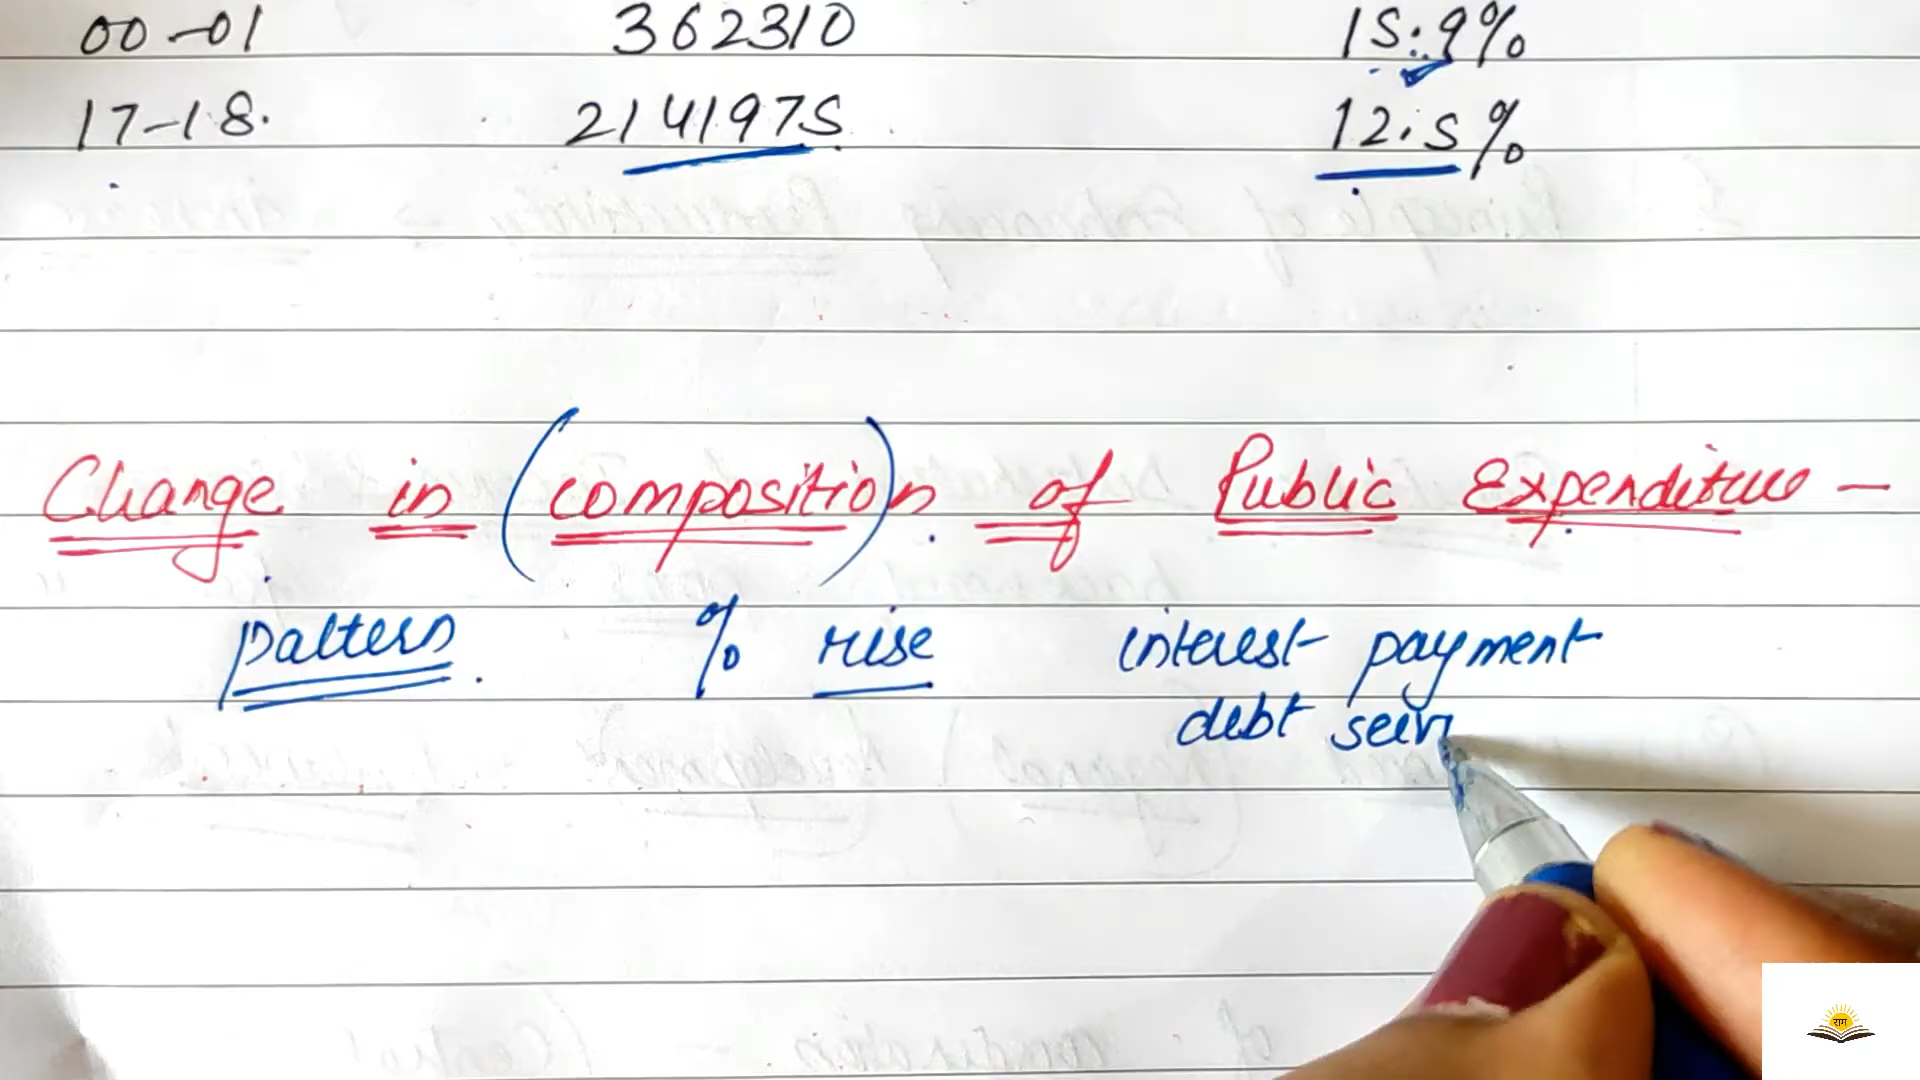 00-01 362310 15.9%
17-18. 2141975 12.5%
Change in (composition) of Public Expenditure -
pattern. % rise interest payment
debt serv
राग